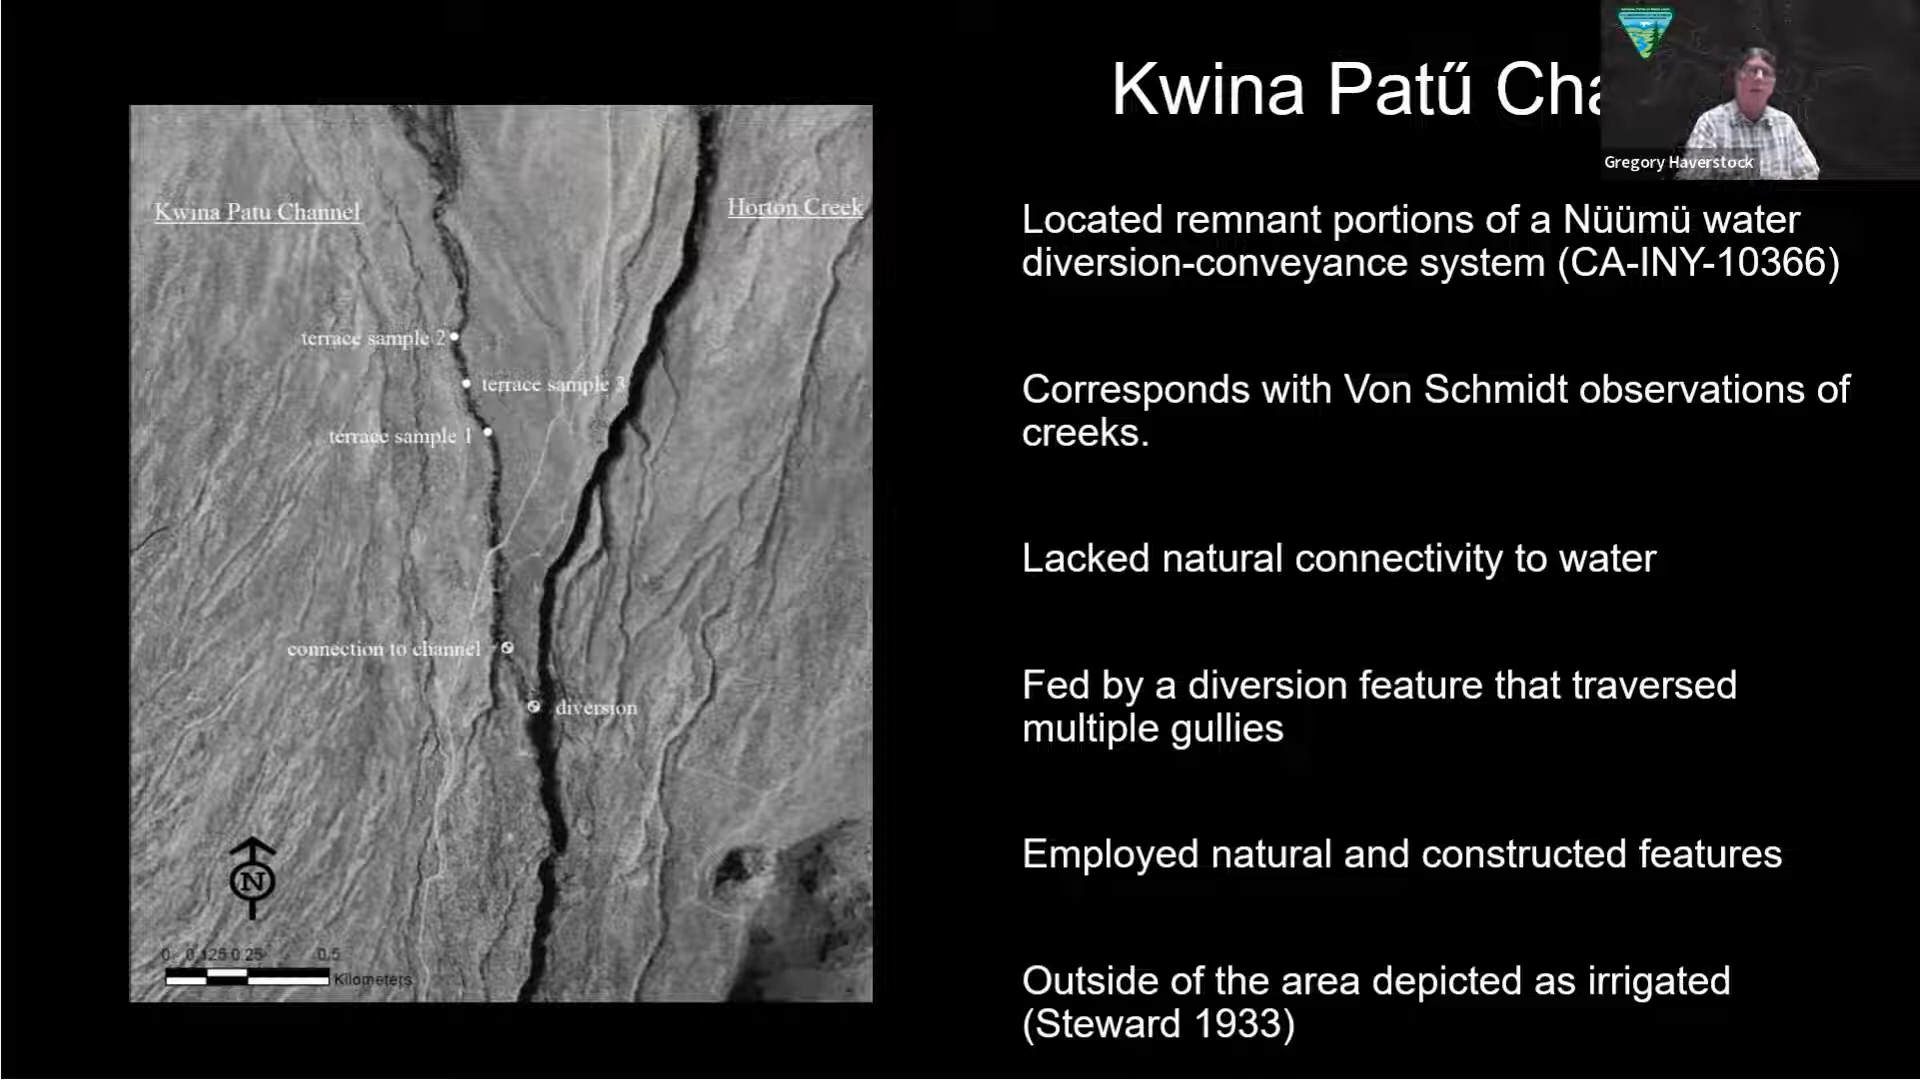 Kwina Patű Cha
Gregory Haverstock
Kwina Patu Channel
Horton Creek
terrace sample 2
terrace sample 3
terrace sample 1
connection to channel
diversion
N
0 0.125 0.25 0.5
Kilometers
Located remnant portions of a Nüümü water
diversion-conveyance system (CA-INY-10366)
Corresponds with Von Schmidt observations of
creeks.
Lacked natural connectivity to water
Fed by a diversion feature that traversed
multiple gullies
Employed natural and constructed features
Outside of the area depicted as irrigated
(Steward 1933)